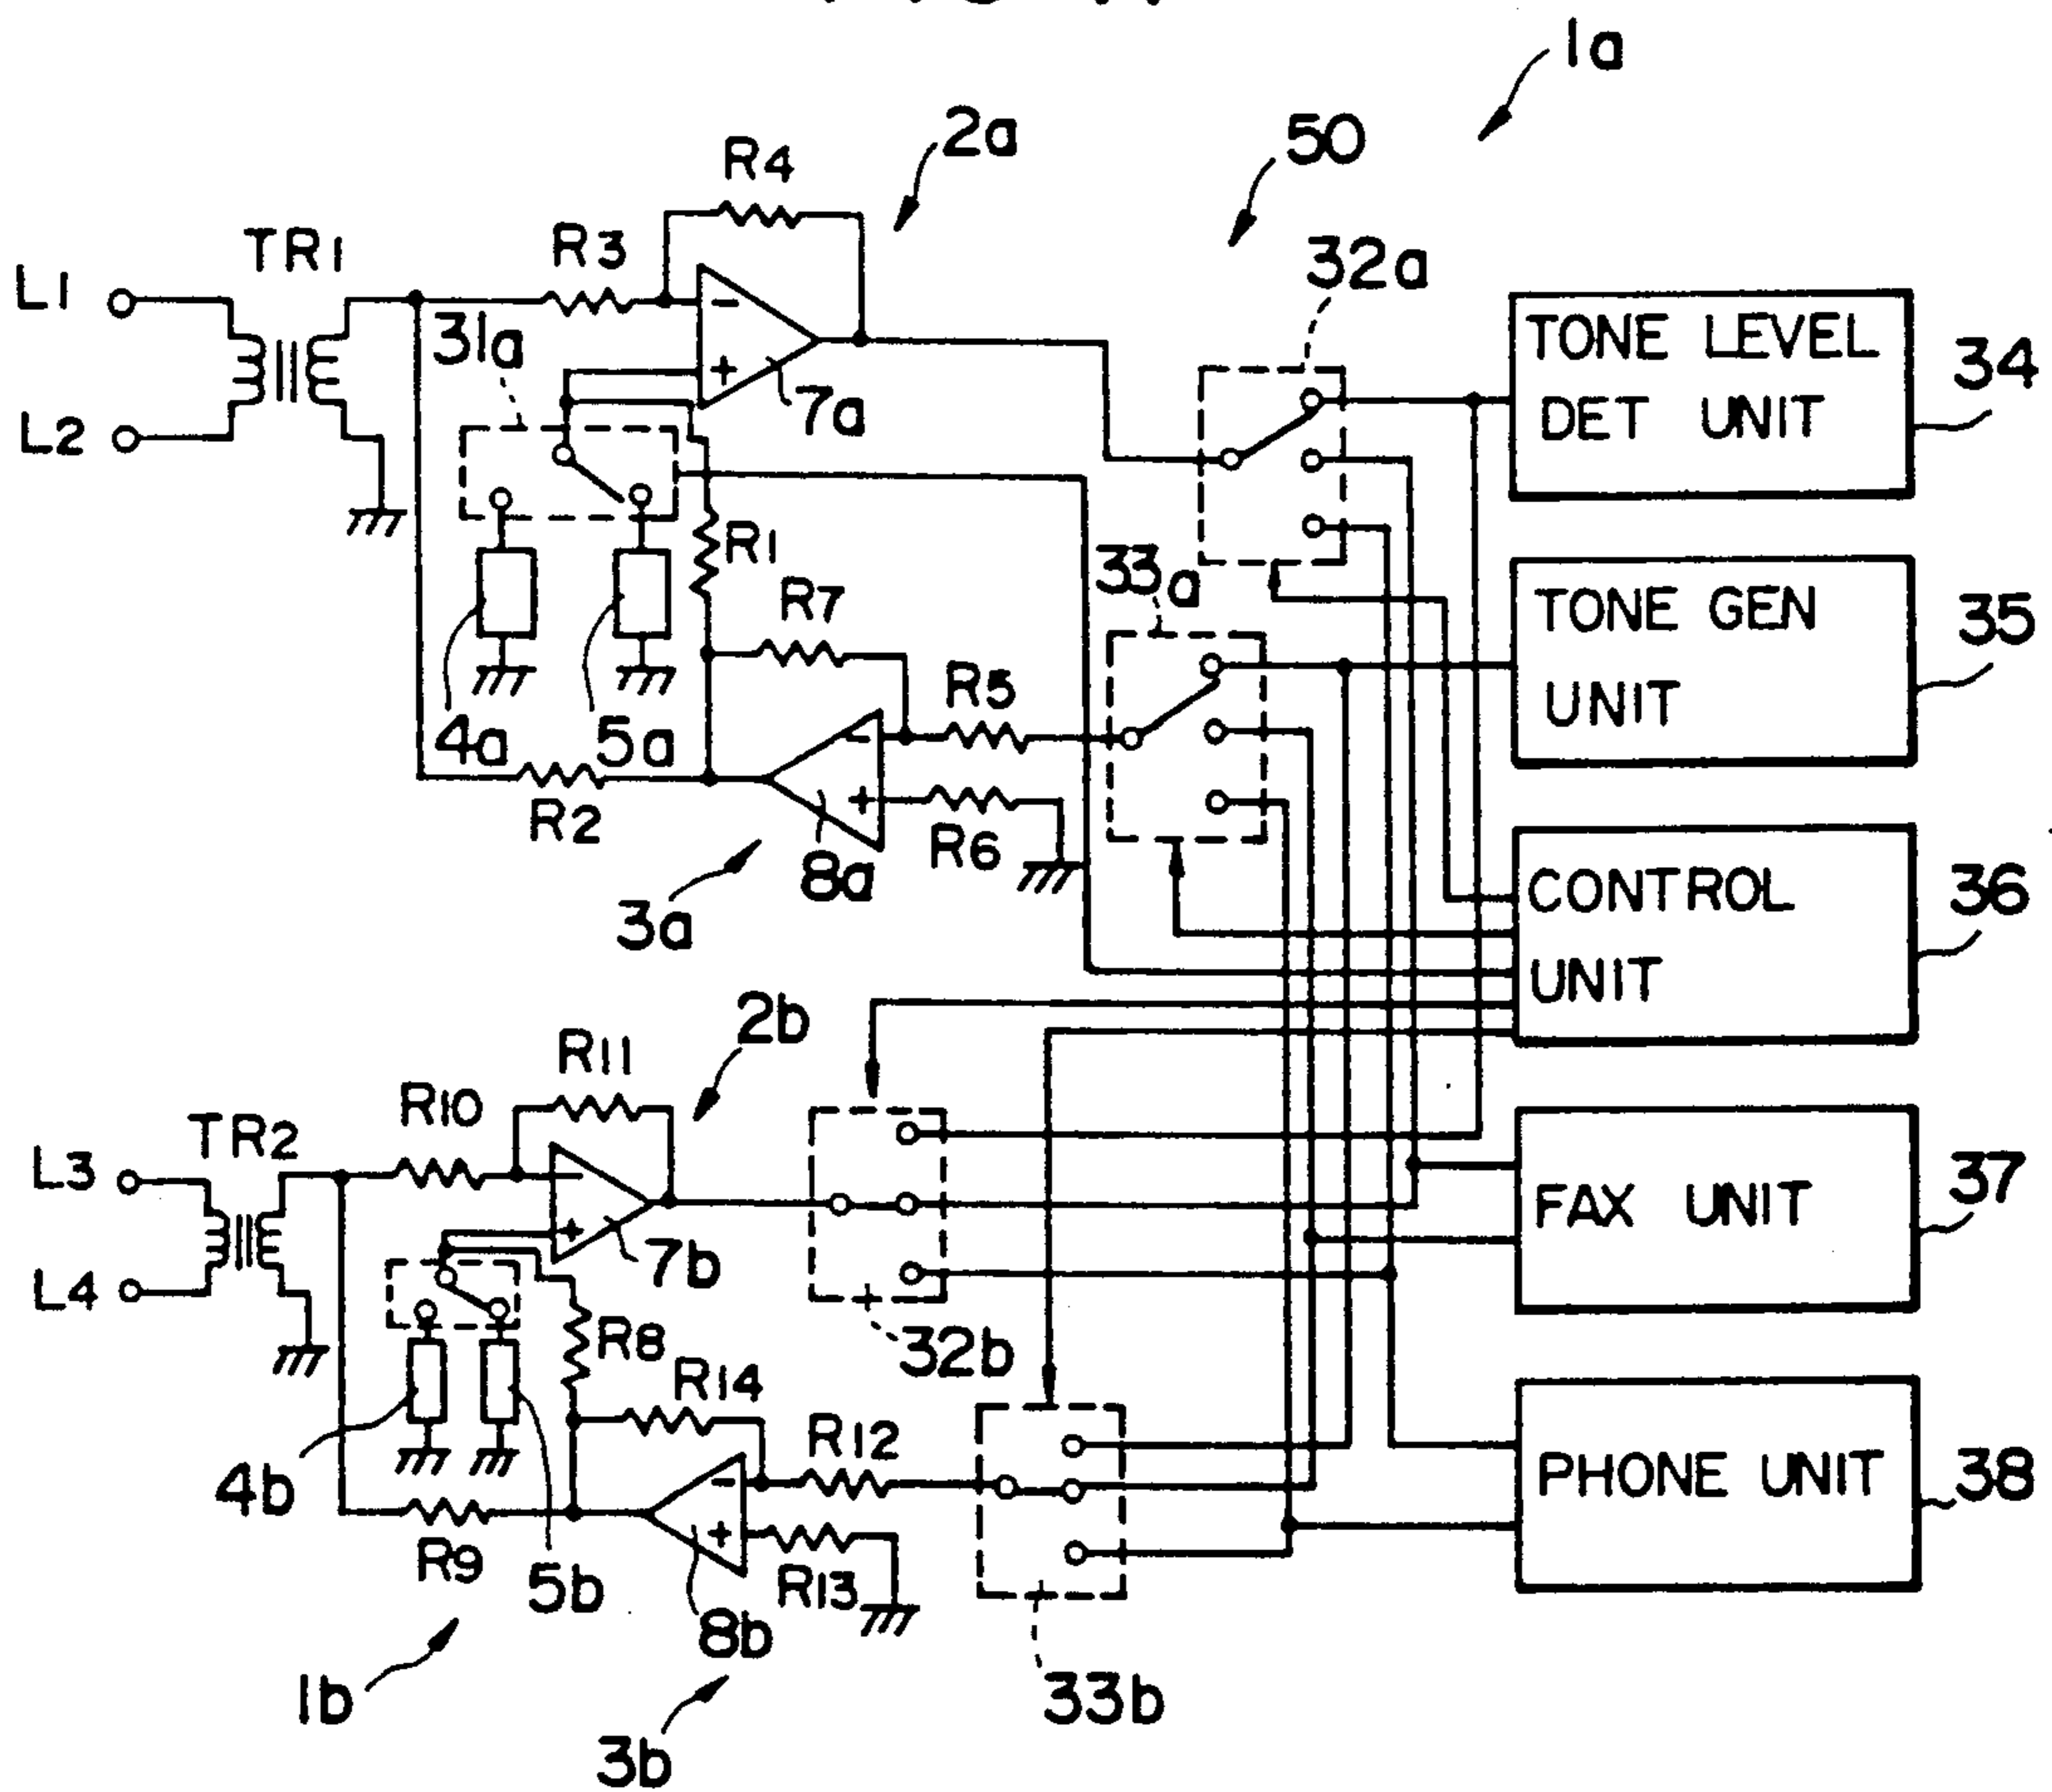 1a
50
2a
R4
TR1
R3
32a
L1
31a
TONE LEVEL
DET UNIT
34
-
+
7a
L2
R1
33a
R7
TONE GEN
UNIT
35
4a
5a
R5
-
R2
+
R6
8a
3a
CONTROL
UNIT
36
2b
R11
R10
TR2
L3
-
+
7b
L4
FAX UNIT
37
R8
32b
R14
R12
4b
-
+
R9
5b
R13
8b
PHONE UNIT
38
1b
33b
3b